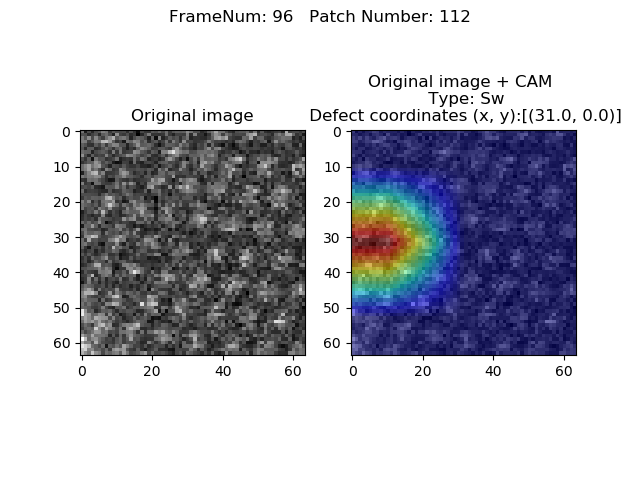 FrameNum: 96   Patch Number: 112
Original image
Original image + CAM
Type: Sw
Defect coordinates (x, y):[(31.0, 0.0)]
0
10
20
30
40
50
60
0 20 40 60
0
10
20
30
40
50
60
0 20 40 60